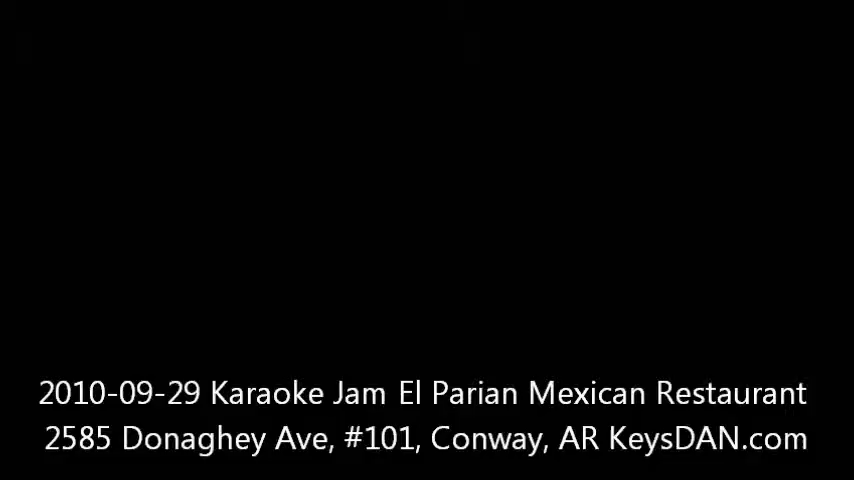 2010-09-29 Karaoke Jam El Parian Mexican Restaurant
2585 Donaghey Ave, #101, Conway, AR KeysDAN.com